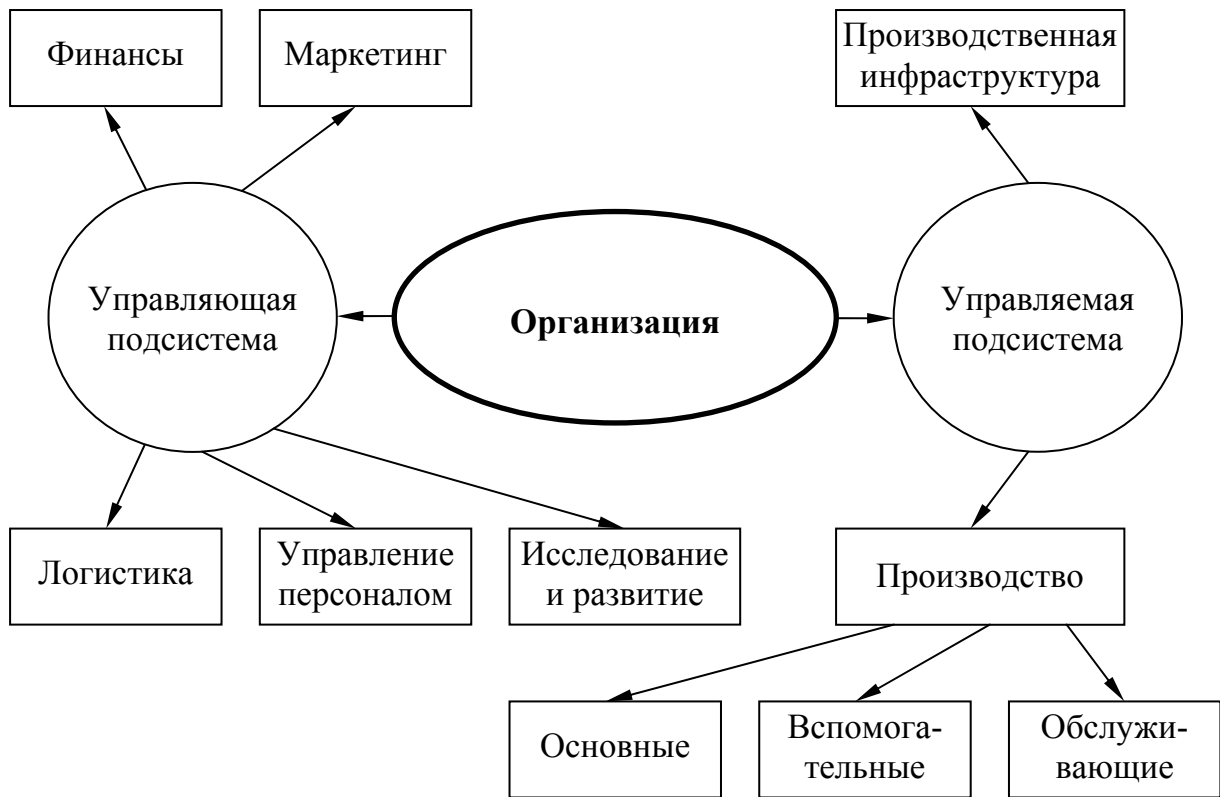 Финансы
Маркетинг
Производственная
инфраструктура
Управляющая
подсистема
Организация
Управляемая
подсистема
Логистика
Управление
персоналом
Исследование
и развитие
Производство
Основные
Вспомога-
тельные
Обслужи-
вающие